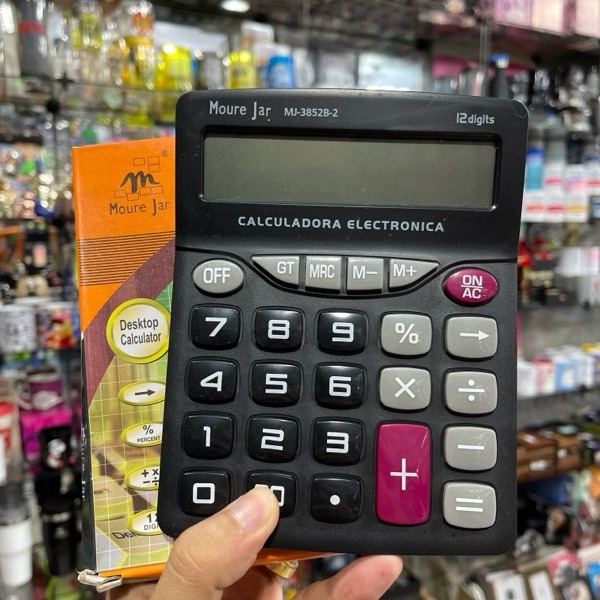 Moure Jar MJ-3852B-2 12digits
CALCULADORA ELECTRONICA
OFF GT MRC M− M+ ON
AC
7 8 9 % →
4 5 6 × ÷
1 2 3 + −
0 • =
Moure Jar
Desktop
Calculator
→
%
PERCENT